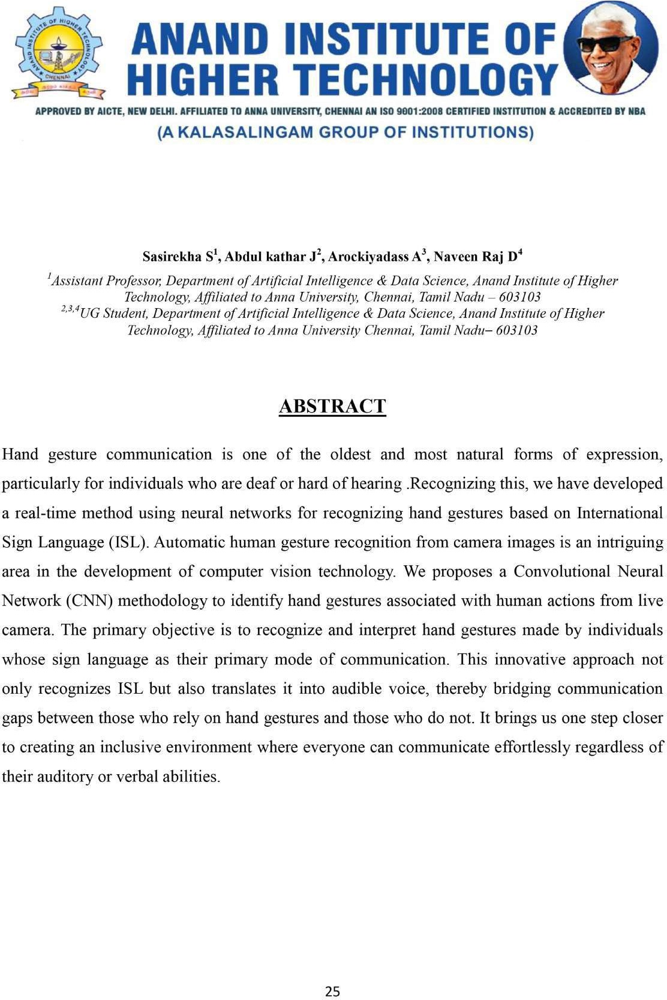 ANAND INSTITUTE OF HIGHER TECHNOLOGY
CHENNAI
ANAND INSTITUTE OF
HIGHER TECHNOLOGY
APPROVED BY AICTE, NEW DELHI. AFFILIATED TO ANNA UNIVERSITY, CHENNAI AN ISO 9001:2008 CERTIFIED INSTITUTION & ACCREDITED BY NBA
(A KALASALINGAM GROUP OF INSTITUTIONS)
Sasirekha S1, Abdul kathar J2, Arockiyadass A3, Naveen Raj D4
1Assistant Professor, Department of Artificial Intelligence & Data Science, Anand Institute of Higher
Technology, Affiliated to Anna University, Chennai, Tamil Nadu – 603103
2,3,4UG Student, Department of Artificial Intelligence & Data Science, Anand Institute of Higher
Technology, Affiliated to Anna University Chennai, Tamil Nadu– 603103
ABSTRACT
Hand gesture communication is one of the oldest and most natural forms of expression,
particularly for individuals who are deaf or hard of hearing .Recognizing this, we have developed
a real-time method using neural networks for recognizing hand gestures based on International
Sign Language (ISL). Automatic human gesture recognition from camera images is an intriguing
area in the development of computer vision technology. We proposes a Convolutional Neural
Network (CNN) methodology to identify hand gestures associated with human actions from live
camera. The primary objective is to recognize and interpret hand gestures made by individuals
whose sign language as their primary mode of communication. This innovative approach not
only recognizes ISL but also translates it into audible voice, thereby bridging communication
gaps between those who rely on hand gestures and those who do not. It brings us one step closer
to creating an inclusive environment where everyone can communicate effortlessly regardless of
their auditory or verbal abilities.
25